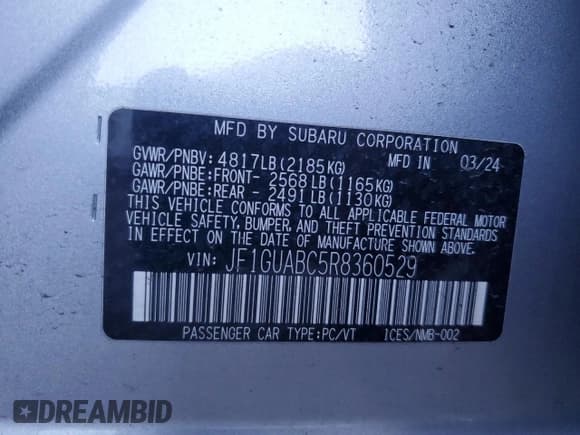 MFD BY SUBARU CORPORATION
GVWR/PNBV: 4817LB(2185KG) MFD IN 03/24
GAWR/PNBE:FRONT- 2568LB(1165KG)
GAWR/PNBE:REAR - 2491LB(1130KG)
THIS VEHICLE CONFORMS TO ALL APPLICABLE FEDERAL MOTOR
VEHICLE SAFETY, BUMPER, AND THEFT PREVENTION STANDARDS
IN EFFECT ON THE DATE OF MANUFACTURE SHOWN ABOVE.
VIN: JF1GUABC5R8360529
PASSENGER CAR TYPE:PC/VT 1CES/NMB-002
DREAMBID